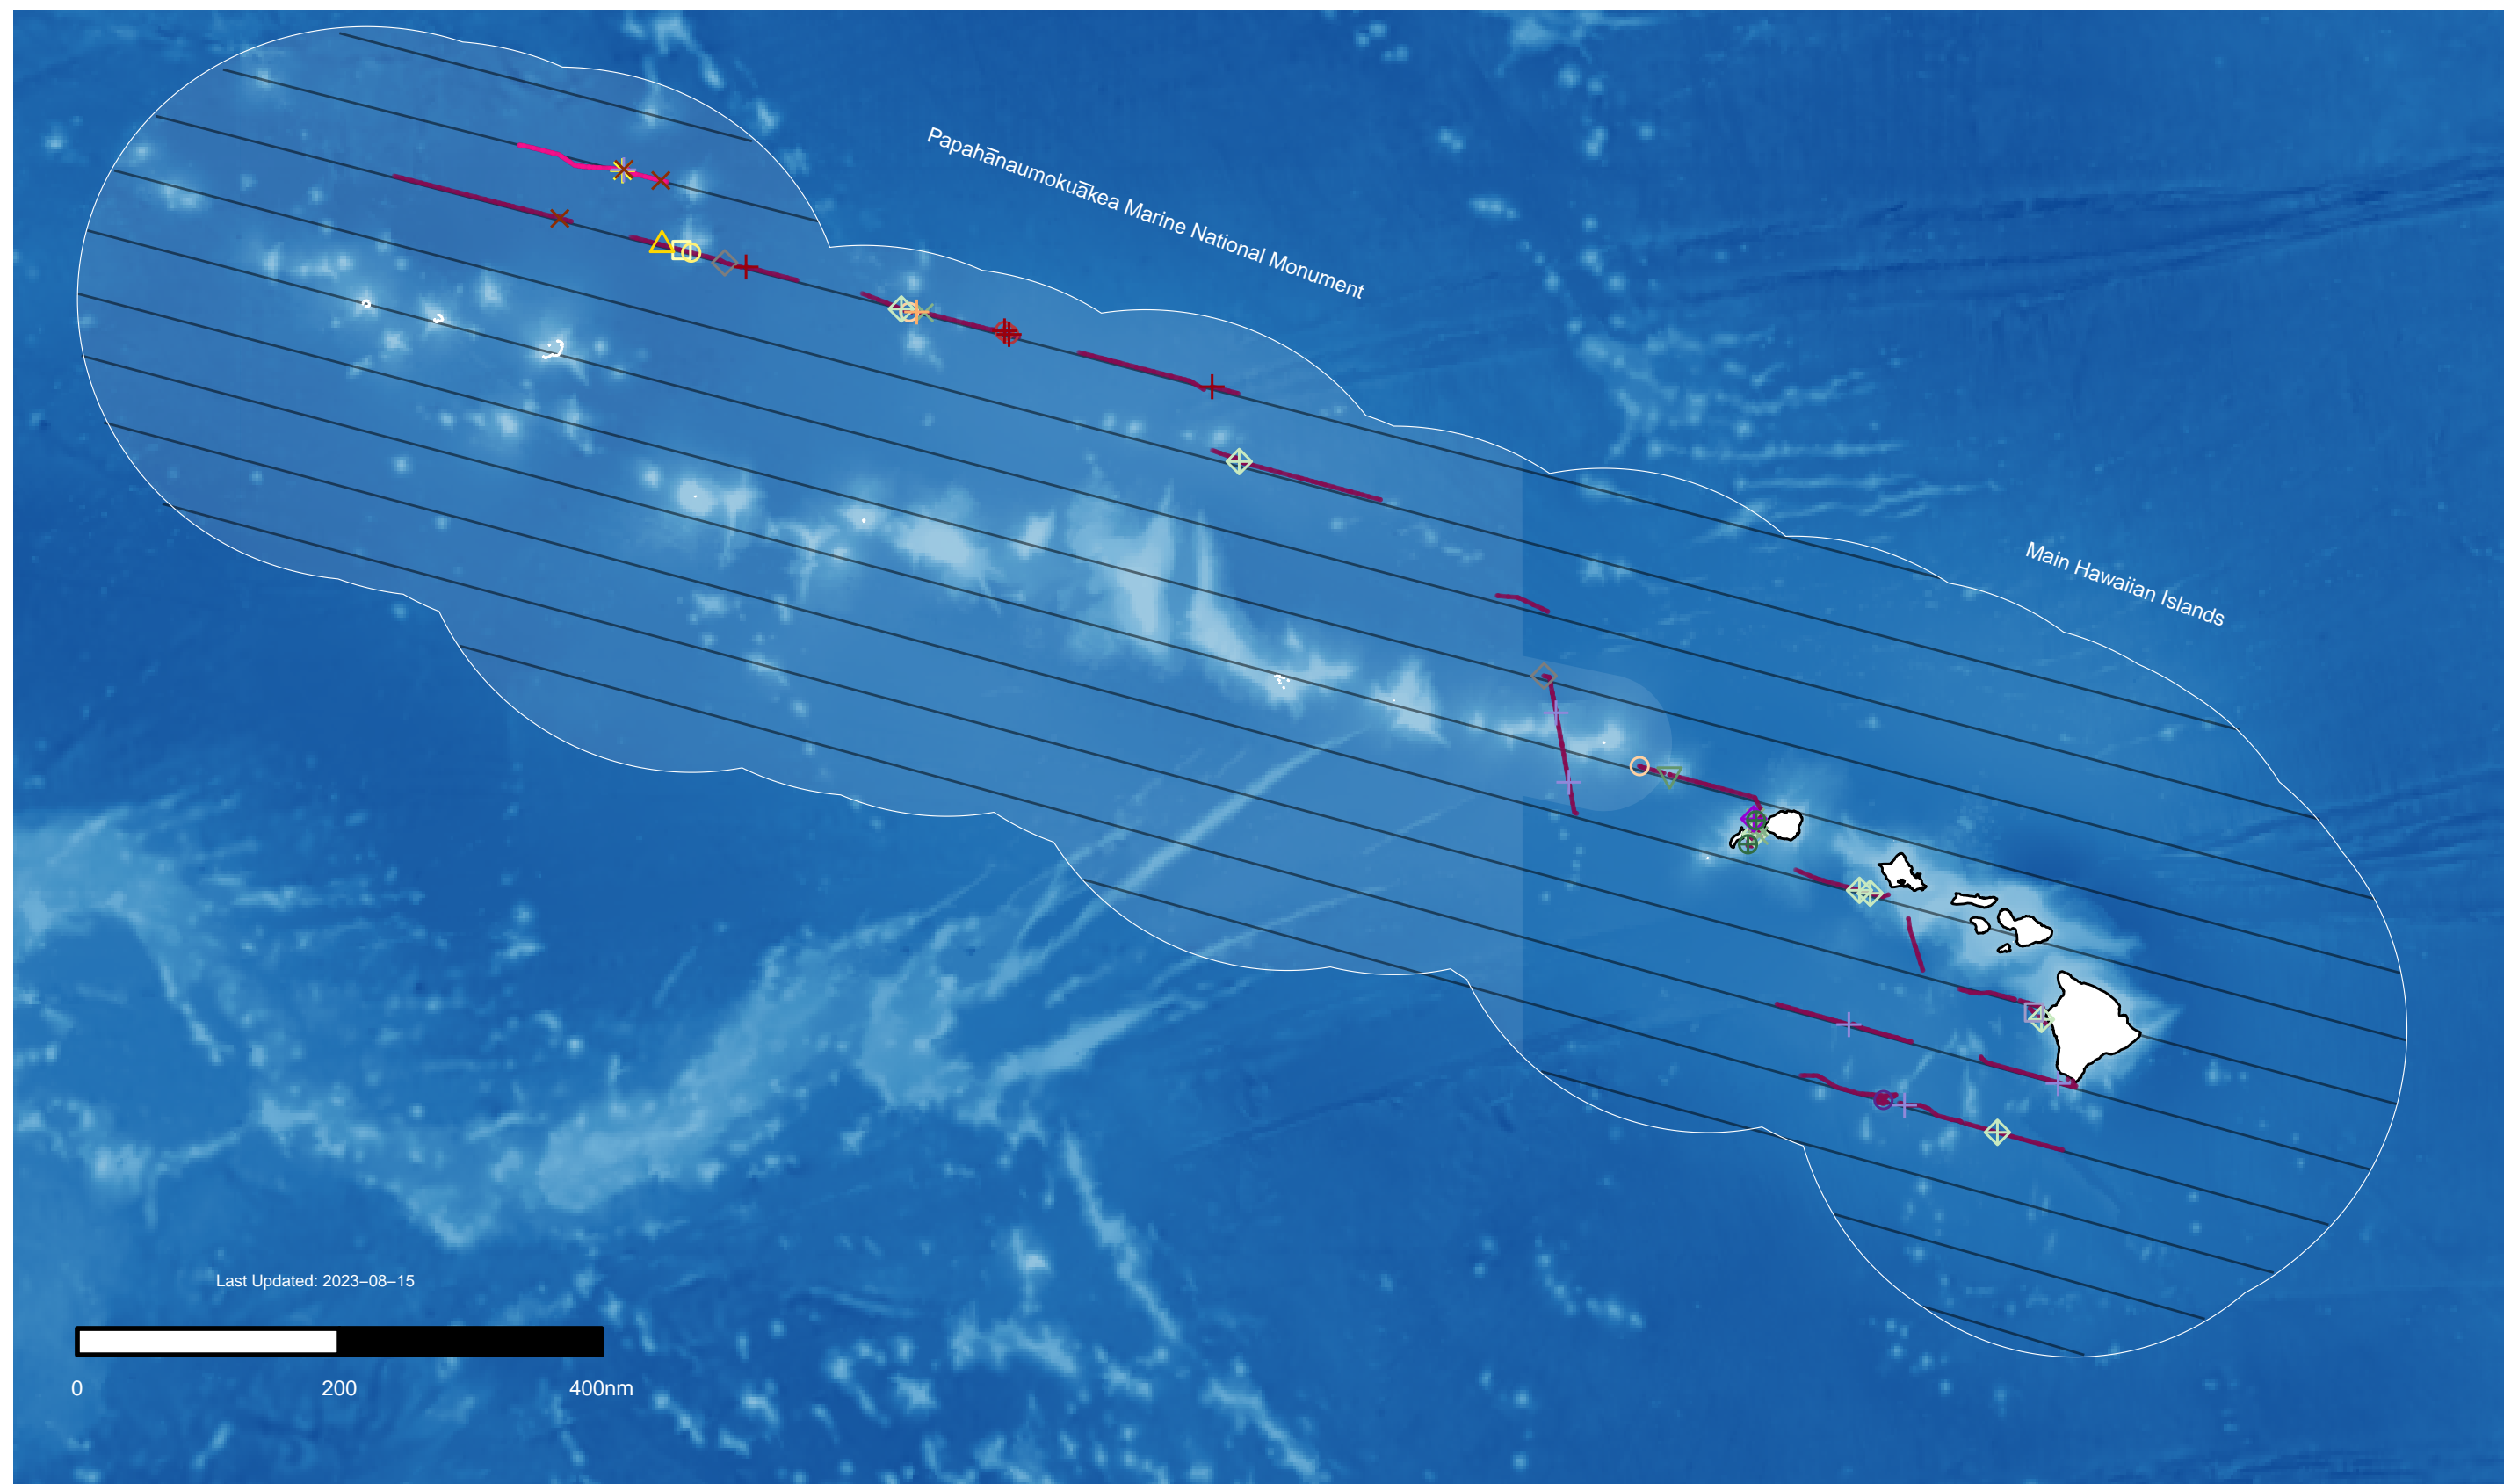 Papahānaumokuākea Marine National Monument
Main Hawaiian Islands
Last Updated: 2023−08−15
0 200 400nm